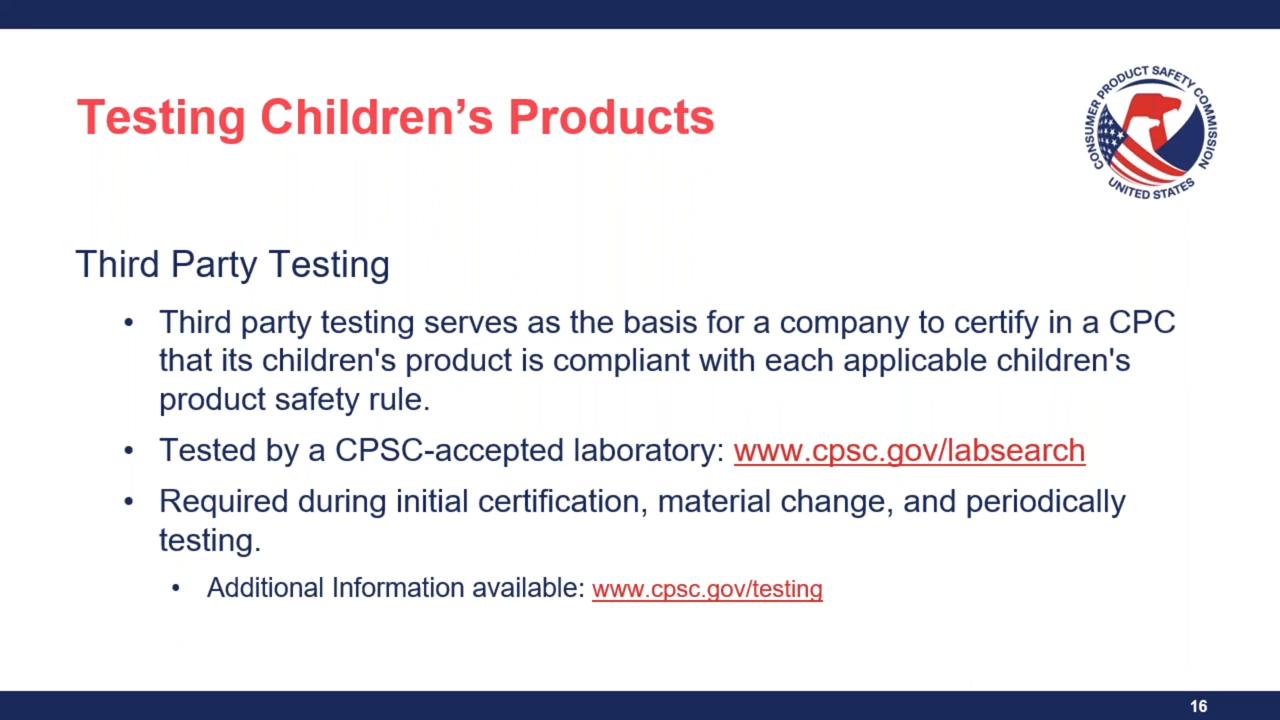 Testing Children’s Products
CONSUMER PRODUCT SAFETY COMMISSION
UNITED STATES
Third Party Testing
• Third party testing serves as the basis for a company to certify in a CPC
that its children's product is compliant with each applicable children's
product safety rule.
• Tested by a CPSC-accepted laboratory: www.cpsc.gov/labsearch
• Required during initial certification, material change, and periodically
testing.
• Additional Information available: www.cpsc.gov/testing
16